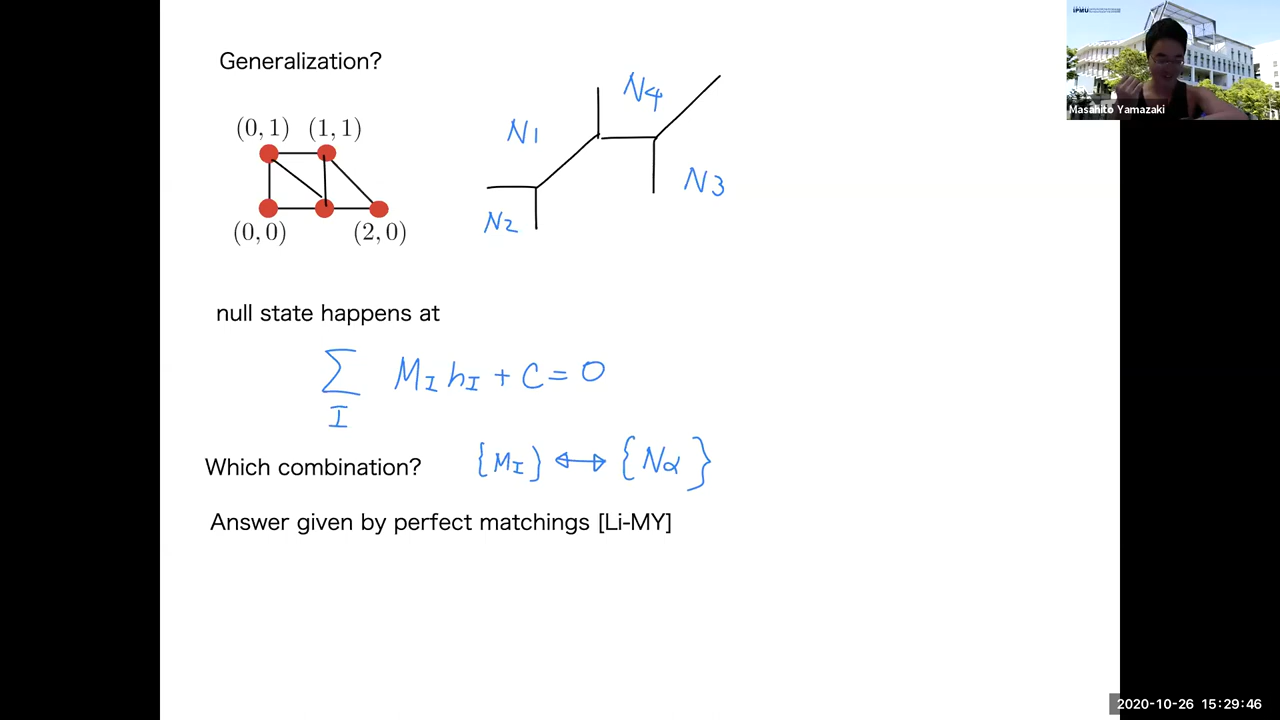 Generalization?
(0, 1) (1, 1)
(0, 0) (2, 0)
N1
N2
N4
N3
null state happens at
∑ M_I h_I + C = 0
I
Which combination? {M_I} ↔ {N_α}
Answer given by perfect matchings [Li-MY]
IPMU
Masahito Yamazaki
2020-10-26 15:29:46